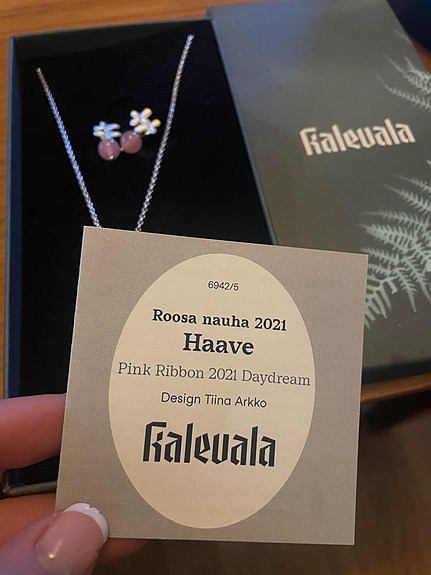 Kalevala
6942/5
Roosa nauha 2021
Haave
Pink Ribbon 2021 Daydream
Design Tiina Arkko
Kalevala